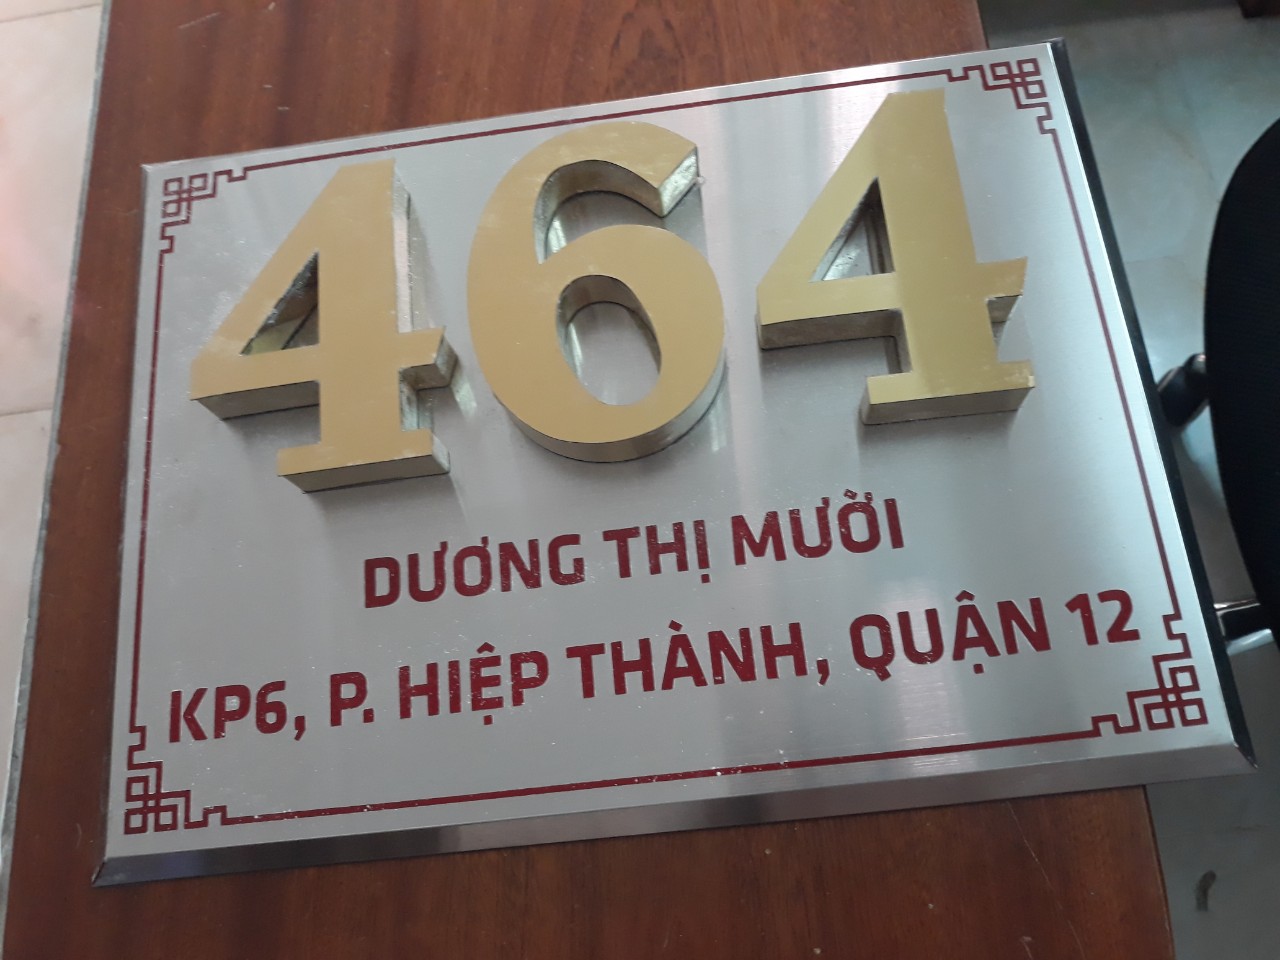 464
DƯƠNG THỊ MƯỜI
KP6, P. HIỆP THÀNH, QUẬN 12